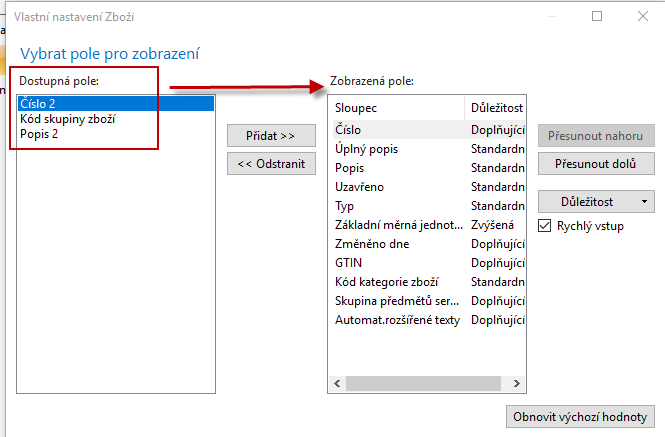 Vlastní nastavení Zboží
Vybrat pole pro zobrazení
Dostupná pole:
Číslo 2
Kód skupiny zboží
Popis 2
Přidat >>
<< Odstranit
Zobrazená pole:
Sloupec Důležitost
Číslo Doplňující
Úplný popis Standardn
Popis Standardn
Uzavřeno Standardn
Typ Standardn
Základní měrná jednot... Zvýšená
Změněno dne Doplňující
GTIN Doplňující
Kód kategorie zboží Standardn
Skupina předmětů ser... Doplňující
Automat.rozšířené texty Doplňující
Přesunout nahoru
Přesunout dolů
Důležitost
Rychlý vstup
Obnovit výchozí hodnoty